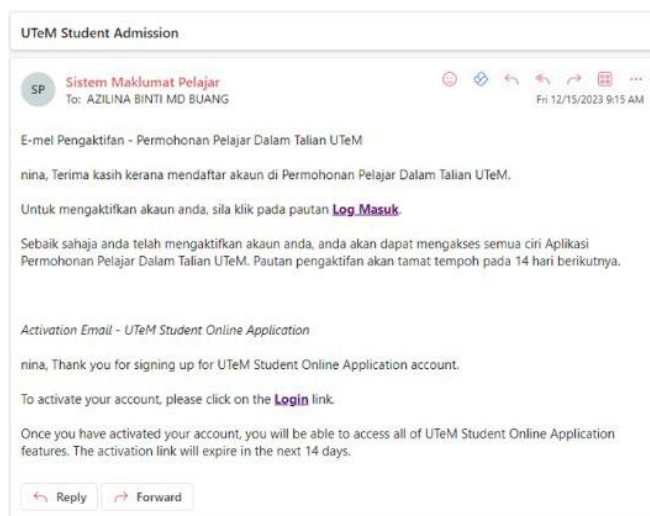 UTeM Student Admission
SP
Sistem Maklumat Pelajar
To: AZILINA BINTI MD BUANG
Fri 12/15/2023 9:15 AM
E-mel Pengaktifan - Permohonan Pelajar Dalam Talian UTeM
nina, Terima kasih kerana mendaftar akaun di Permohonan Pelajar Dalam Talian UTeM.
Untuk mengaktifkan akaun anda, sila klik pada pautan Log Masuk.
Sebaik sahaja anda telah mengaktifkan akaun anda, anda akan dapat mengakses semua ciri Aplikasi
Permohonan Pelajar Dalam Talian UTeM. Pautan pengaktifan akan tamat tempoh pada 14 hari berikutnya.
Activation Email - UTeM Student Online Application
nina, Thank you for signing up for UTeM Student Online Application account.
To activate your account, please click on the Login link.
Once you have activated your account, you will be able to access all of UTeM Student Online Application
features. The activation link will expire in the next 14 days.
Reply
Forward